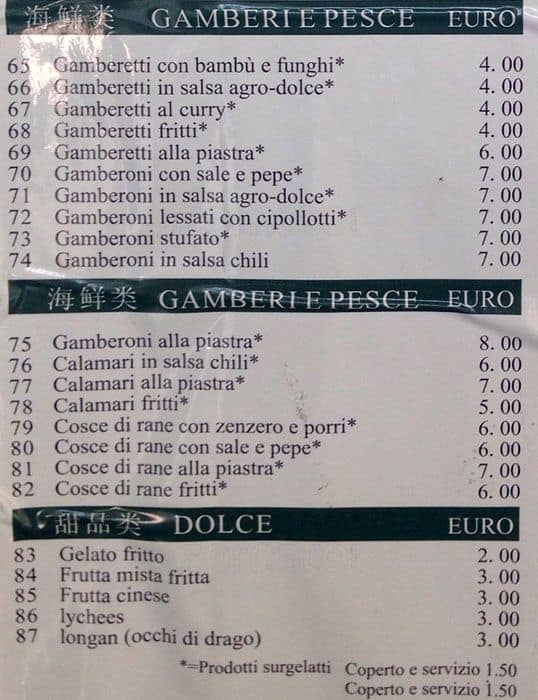 海鲜类 GAMBERI E PESCE EURO
65 Gamberetti con bambù e funghi* 4.00
66 Gamberetti in salsa agro-dolce* 4.00
67 Gamberetti al curry* 4.00
68 Gamberetti fritti* 4.00
69 Gamberetti alla piastra* 6.00
70 Gamberoni con sale e pepe* 7.00
71 Gamberoni in salsa agro-dolce* 7.00
72 Gamberoni lessati con cipollotti* 7.00
73 Gamberoni stufato* 7.00
74 Gamberoni in salsa chili 7.00
海鲜类 GAMBERI E PESCE EURO
75 Gamberoni alla piastra* 8.00
76 Calamari in salsa chili* 6.00
77 Calamari alla piastra* 7.00
78 Calamari fritti* 5.00
79 Cosce di rane con zenzero e porri* 6.00
80 Cosce di rane con sale e pepe* 6.00
81 Cosce di rane alla piastra* 7.00
82 Cosce di rane fritti* 6.00
甜品类 DOLCE EURO
83 Gelato fritto 2.00
84 Frutta mista fritta 3.00
85 Frutta cinese 3.00
86 lychees 3.00
87 longan (occhi di drago) 3.00
*=Prodotti surgelatti Coperto e servizio 1.50
Coperto e servizio 1.50